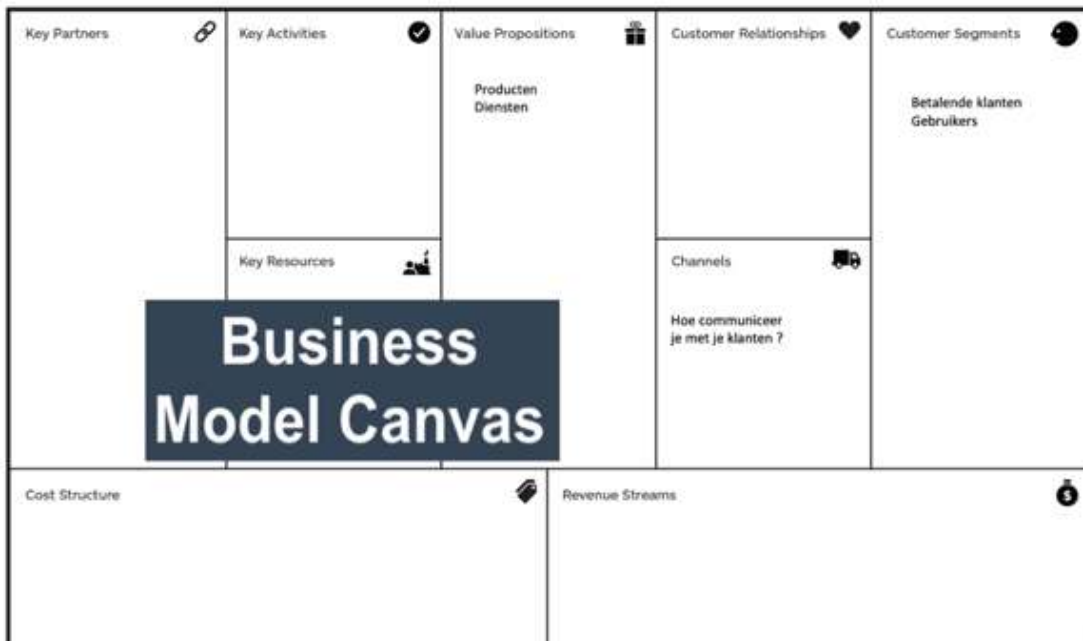 Key Partners
Key Activities
Value Propositions
Producten
Diensten
Customer Relationships
Customer Segments
Betalende klanten
Gebruikers
Key Resources
Channels
Hoe communiceer
je met je klanten ?
Business
Model Canvas
Cost Structure
Revenue Streams
$